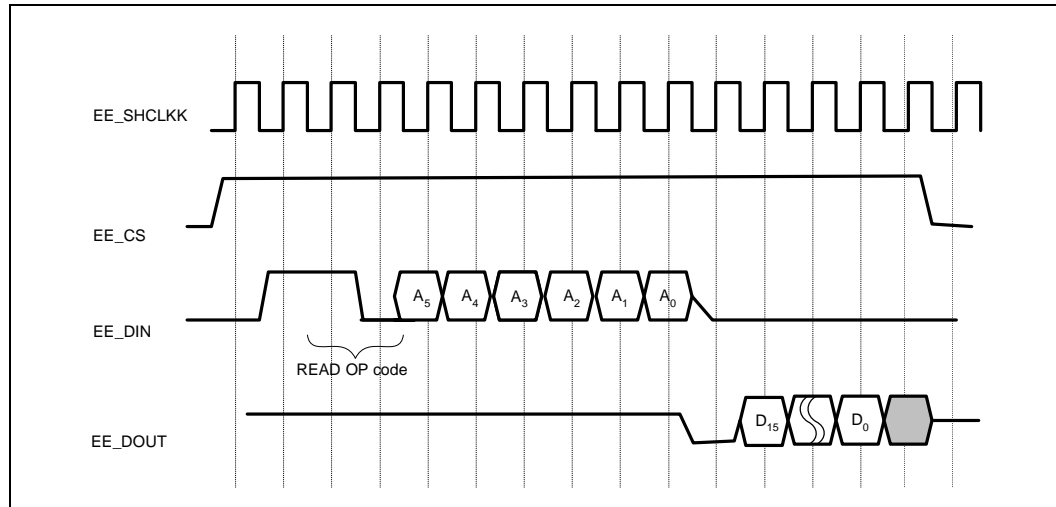 EE_SHCLKK
EE_CS
A5 A4 A3 A2 A1 A0
EE_DIN
READ OP code
D15 D0
EE_DOUT